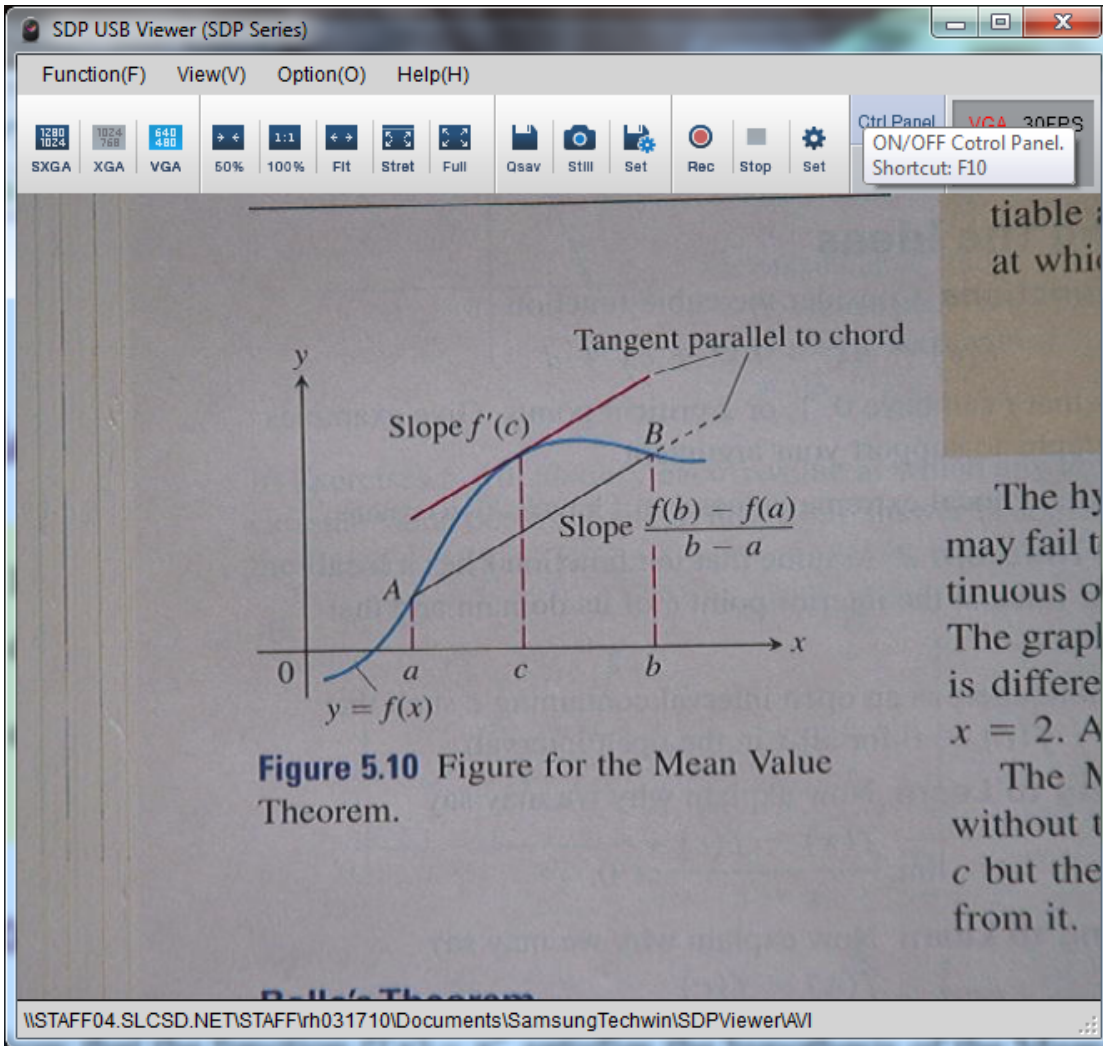 SDP USB Viewer (SDP Series)
Function(F) View(V) Option(O) Help(H)
1280 1024 1024 768 640 480 1:1
SXGA XGA VGA 50% 100% Fit Stret Full Qsav Still Set Rec Stop Set
Ctrl Panel
VGA 30FPS
ON/OFF Cotrol Panel.
Shortcut: F10
tiable
at whi
Tangent parallel to chord
y
Slope f'(c)
B
Slope f(b) − f(a)
b − a
A
x
0 a c b
y = f(x)
Figure 5.10 Figure for the Mean Value
Theorem.
The hy
may fail t
tinuous o
The grap
is differe
x = 2. A
The M
without t
c but the
from it.
Rolle's Theorem
\\STAFF04.SLCSD.NET\STAFF\rh031710\Documents\SamsungTechwin\SDPViewer\AVI